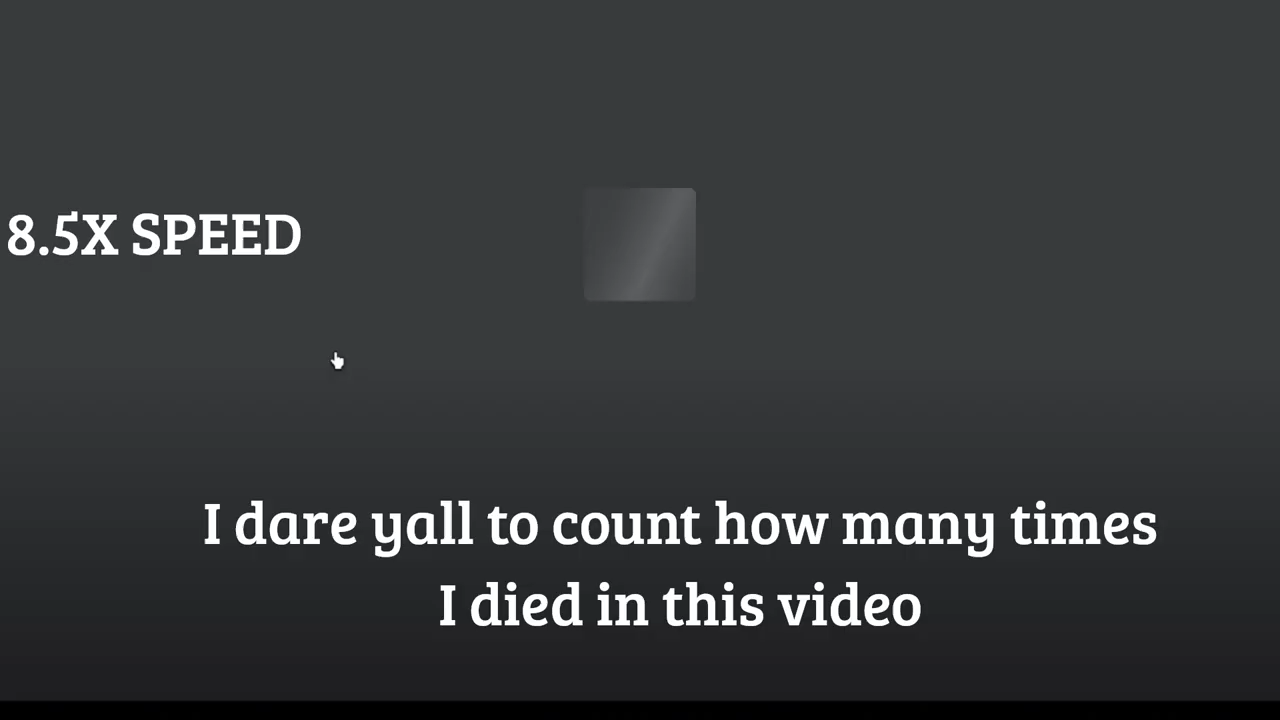 8.5X SPEED
I dare yall to count how many times
I died in this video